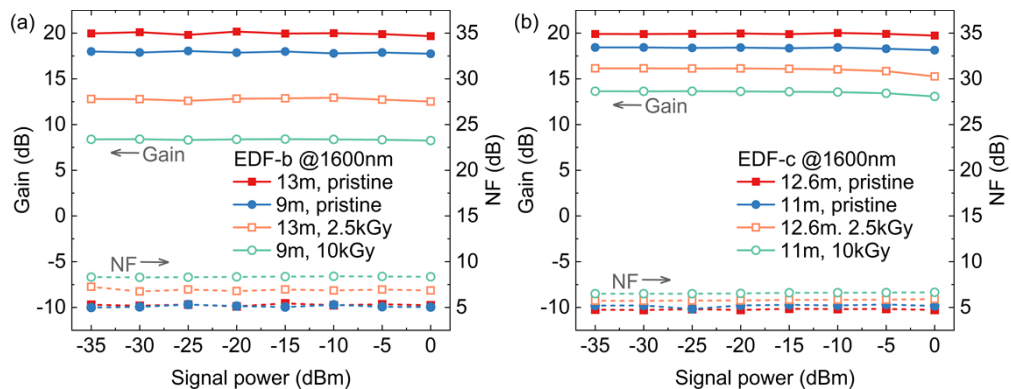 (a)
Gain (dB)
20
15
10
5
0
-5
-10
35
30
25
20
15
10
5
NF (dB)
Gain
EDF-b @1600nm
13m, pristine
9m, pristine
13m, 2.5kGy
9m, 10kGy
NF
-35 -30 -25 -20 -15 -10 -5 0
Signal power (dBm)
(b)
Gain (dB)
20
15
10
5
0
-5
-10
35
30
25
20
15
10
5
NF (dB)
Gain
EDF-c @1600nm
12.6m, pristine
11m, pristine
12.6m. 2.5kGy
11m, 10kGy
NF
-35 -30 -25 -20 -15 -10 -5 0
Signal power (dBm)